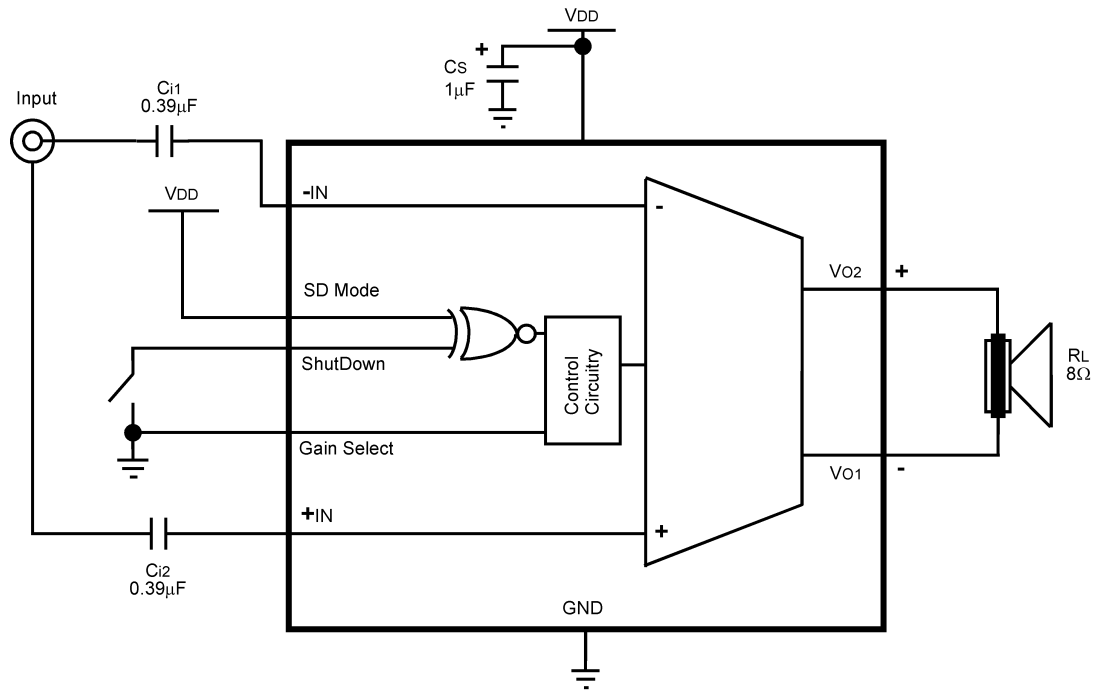 VDD
+
CS
1μF
Ci1
0.39μF
Input
VDD
-IN
-
SD Mode
VO2
+
ShutDown
Control
Circuitry
RL
8Ω
Gain Select
VO1
-
+IN
+
Ci2
0.39μF
GND